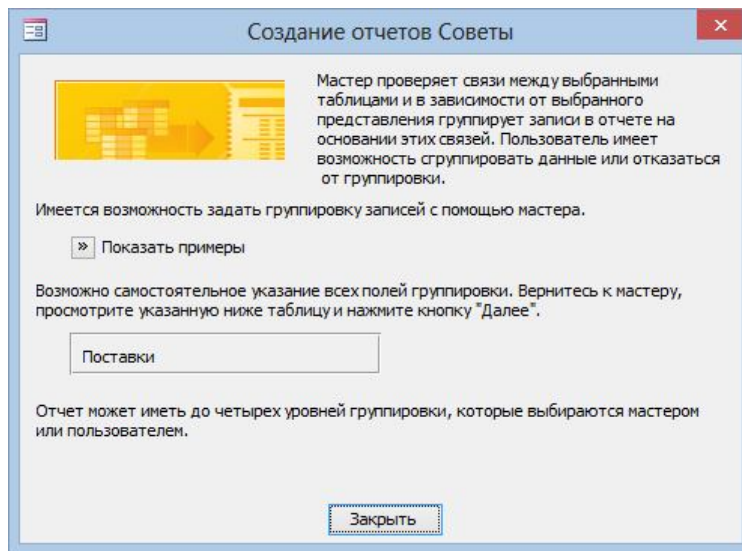 Создание отчетов Советы
Мастер проверяет связи между выбранными
таблицами и в зависимости от выбранного
представления группирует записи в отчете на
основании этих связей. Пользователь имеет
возможность сгруппировать данные или отказаться
от группировки.
Имеется возможность задать группировку записей с помощью мастера.
Показать примеры
Возможно самостоятельное указание всех полей группировки. Вернитесь к мастеру,
просмотрите указанную ниже таблицу и нажмите кнопку "Далее".
Поставки
Отчет может иметь до четырех уровней группировки, которые выбираются мастером
или пользователем.
Закрыть